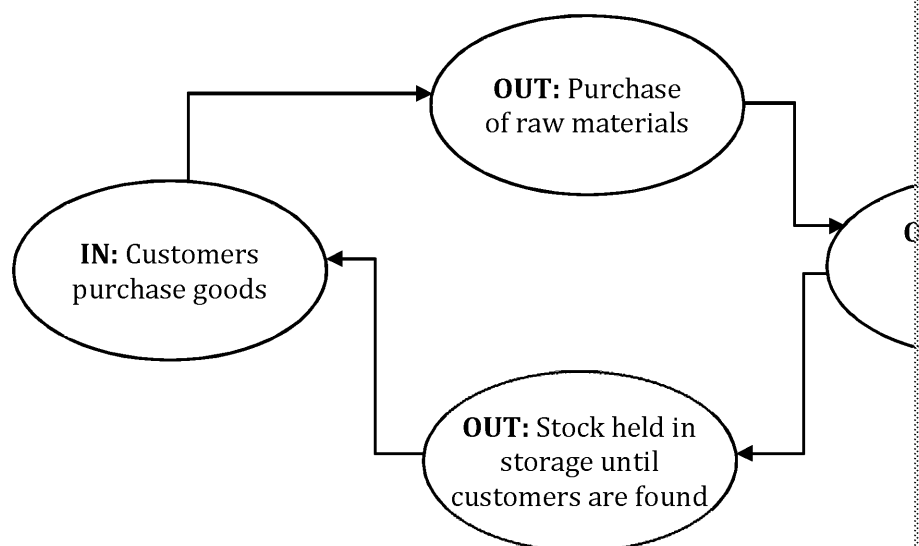 OUT: Purchase
of raw materials
IN: Customers
purchase goods
OUT: Stock held in
storage until
customers are found